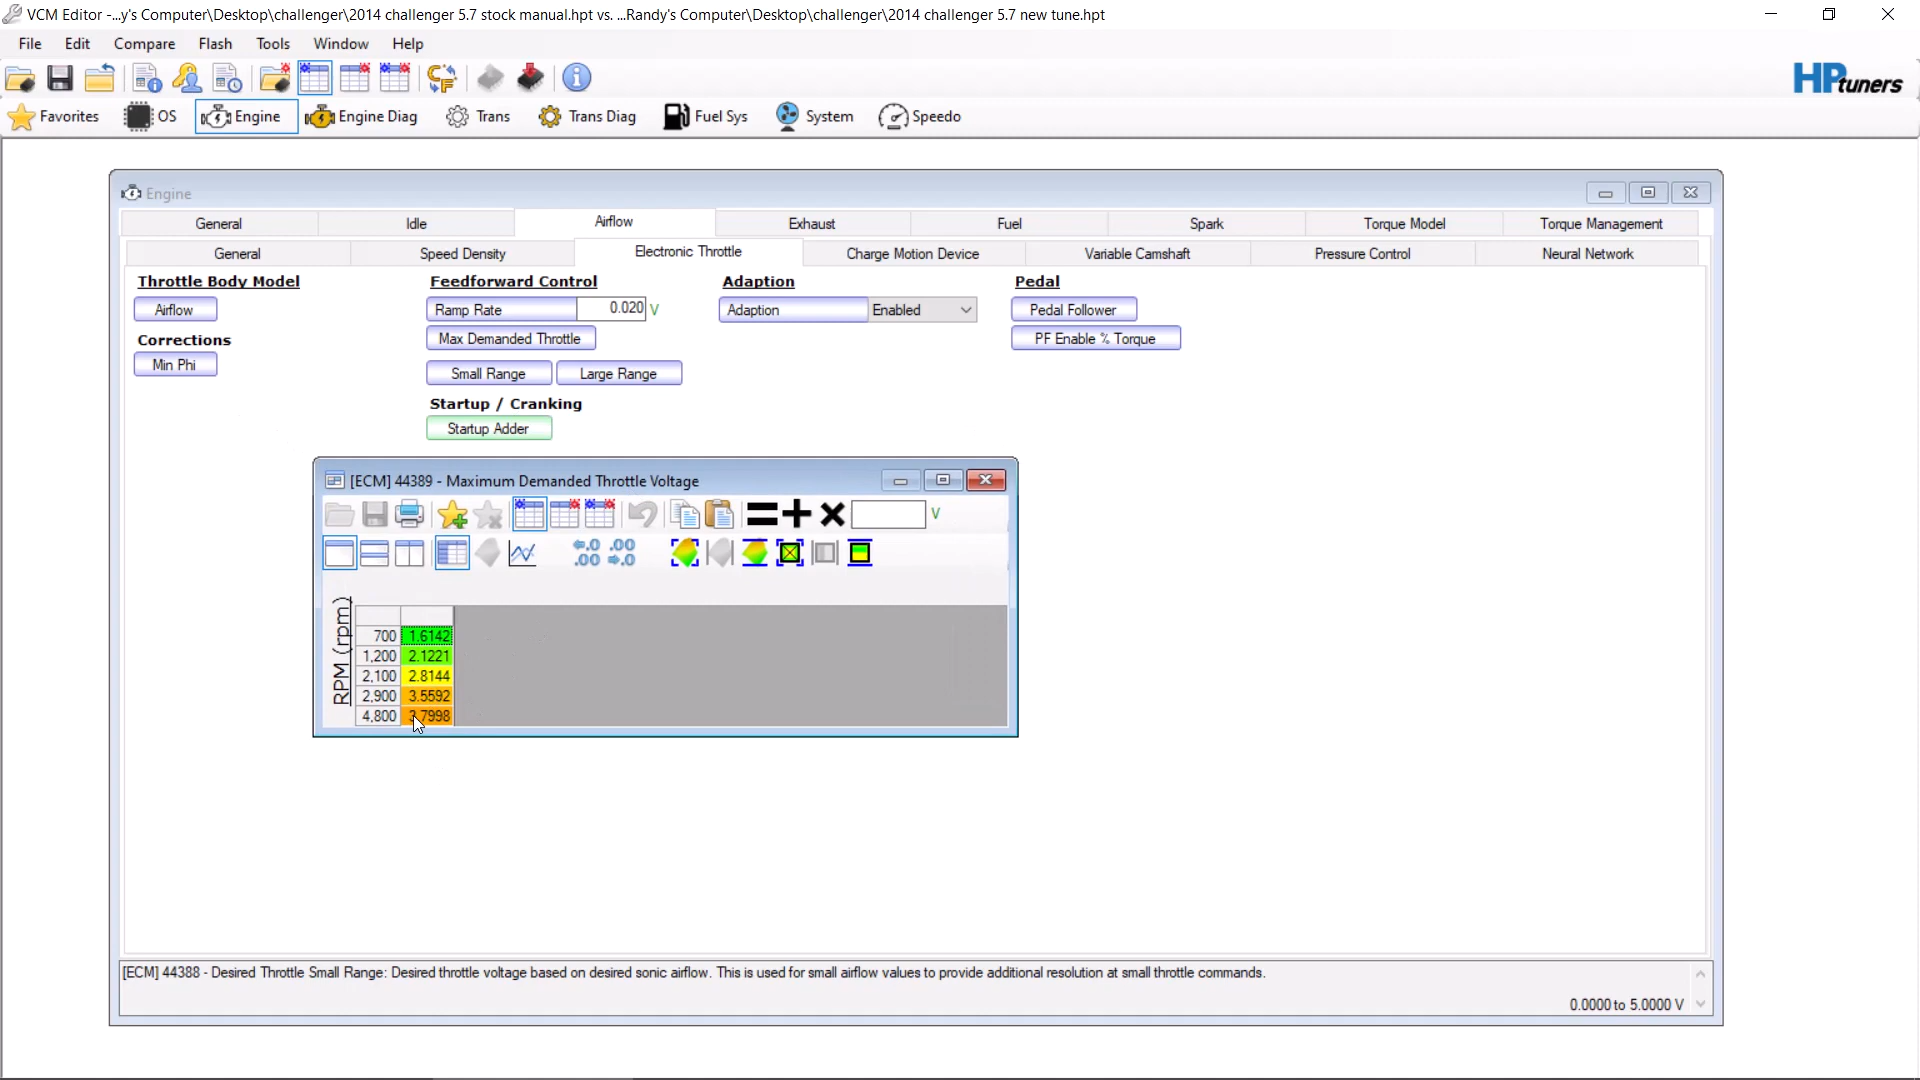 VCM Editor -...y's Computer\Desktop\challenger\2014 challenger 5.7 stock manual.hpt vs. ...Randy's Computer\Desktop\challenger\2014 challenger 5.7 new tune.hpt
File Edit Compare Flash Tools Window Help
HPtuners
Favorites OS Engine Engine Diag Trans Trans Diag Fuel Sys System Speedo
Engine
General Idle Airflow Exhaust Fuel Spark Torque Model Torque Management
General Speed Density Electronic Throttle Charge Motion Device Variable Camshaft Pressure Control Neural Network
Throttle Body Model Feedforward Control Adaption Pedal
Airflow Ramp Rate 0.020 V Adaption Enabled Pedal Follower
Corrections Max Demanded Throttle PF Enable % Torque
Min Phi Small Range Large Range
Startup / Cranking
Startup Adder
[ECM] 44389 - Maximum Demanded Throttle Voltage
V
←.0 .00
.00 →.0
RPM (rpm)
700 1.6142
1,200 2.1221
2,100 2.8144
2,900 3.5592
4,800 3.7998
[ECM] 44388 - Desired Throttle Small Range: Desired throttle voltage based on desired sonic airflow. This is used for small airflow values to provide additional resolution at small throttle commands.
0.0000 to 5.0000 V